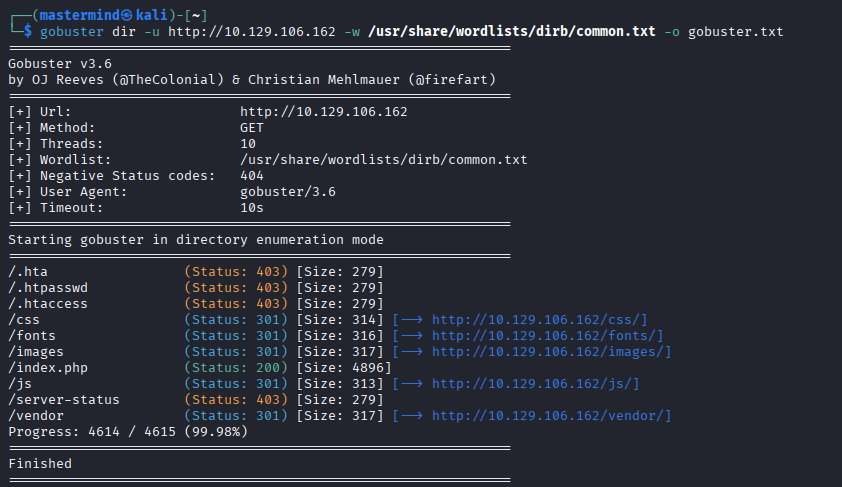 ┌──(mastermind㉿kali)-[~]
└─$ gobuster dir -u http://10.129.106.162 -w /usr/share/wordlists/dirb/common.txt -o gobuster.txt
===============================================================
Gobuster v3.6
by OJ Reeves (@TheColonial) & Christian Mehlmauer (@firefart)
===============================================================
[+] Url:                     http://10.129.106.162
[+] Method:                  GET
[+] Threads:                 10
[+] Wordlist:                /usr/share/wordlists/dirb/common.txt
[+] Negative Status codes:   404
[+] User Agent:              gobuster/3.6
[+] Timeout:                 10s
===============================================================
Starting gobuster in directory enumeration mode
===============================================================
/.hta                 (Status: 403) [Size: 279]
/.htpasswd            (Status: 403) [Size: 279]
/.htaccess            (Status: 403) [Size: 279]
/css                  (Status: 301) [Size: 314] [--> http://10.129.106.162/css/]
/fonts                (Status: 301) [Size: 316] [--> http://10.129.106.162/fonts/]
/images               (Status: 301) [Size: 317] [--> http://10.129.106.162/images/]
/index.php            (Status: 200) [Size: 4896]
/js                   (Status: 301) [Size: 313] [--> http://10.129.106.162/js/]
/server-status        (Status: 403) [Size: 279]
/vendor               (Status: 301) [Size: 317] [--> http://10.129.106.162/vendor/]
Progress: 4614 / 4615 (99.98%)
===============================================================
Finished
===============================================================